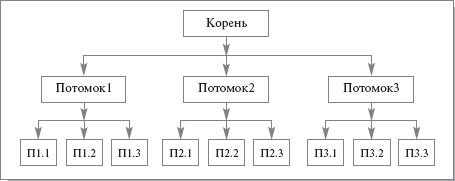 Корень
Потомок1 Потомок2 Потомок3
П1.1 П1.2 П1.3 П2.1 П2.2 П2.3 П3.1 П3.2 П3.3